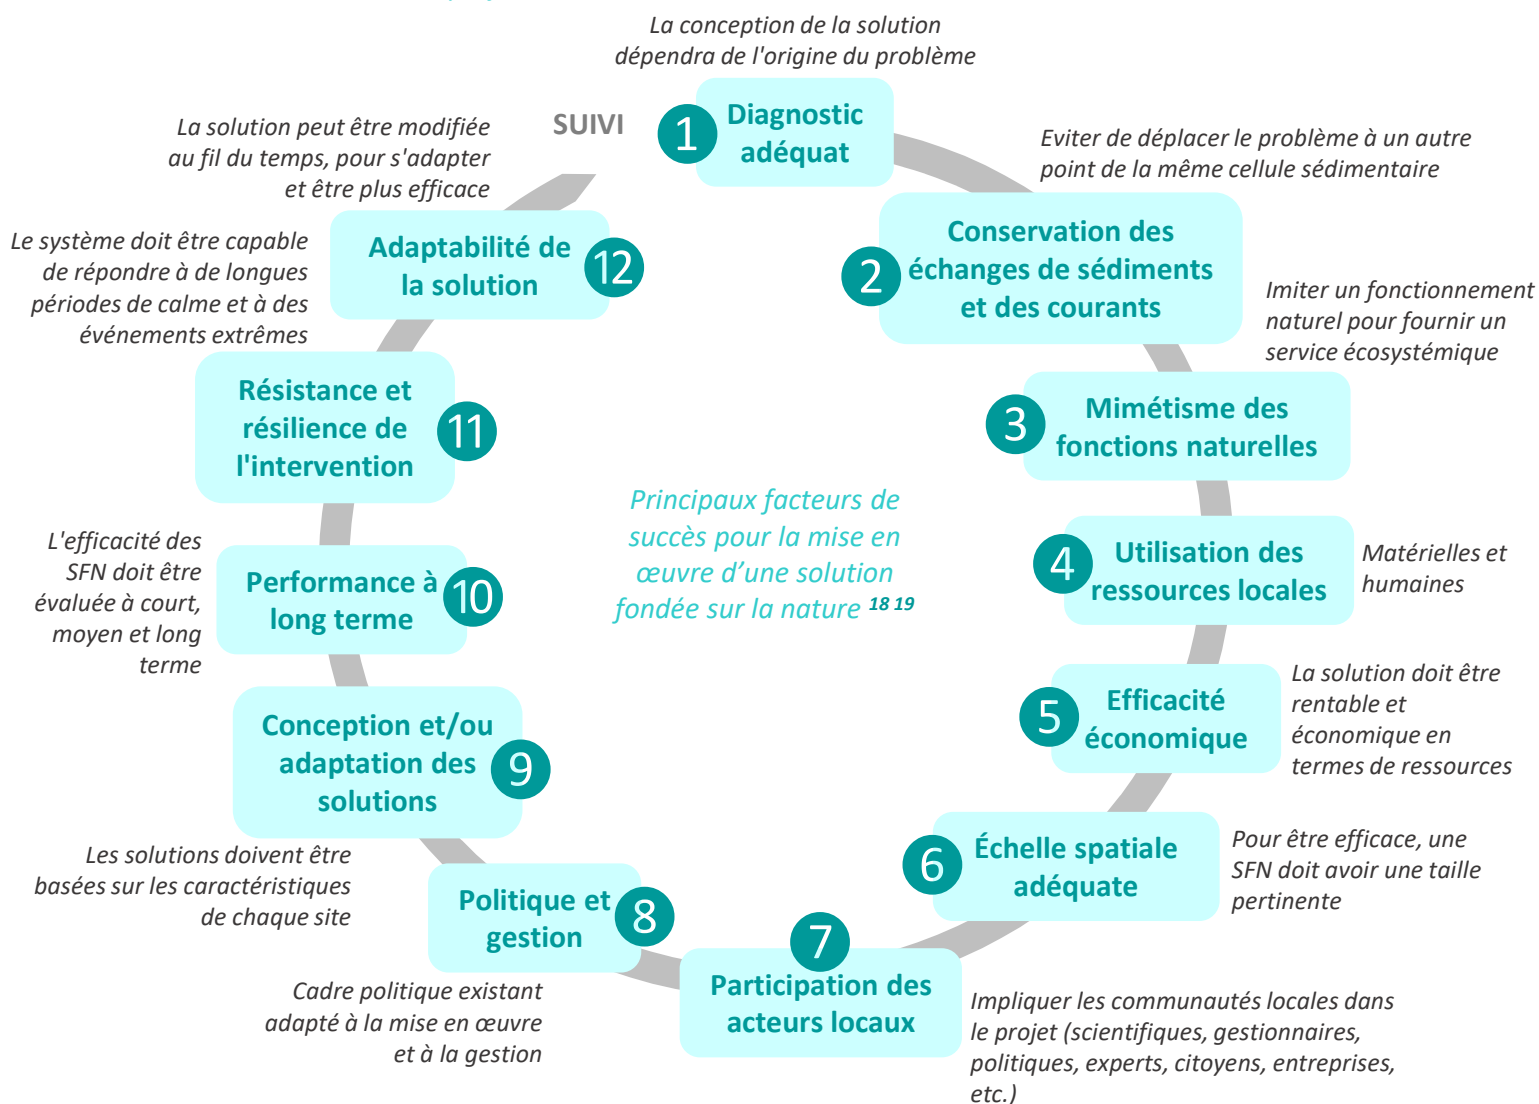 La conception de la solution
dépendra de l'origine du problème
SUIVI
1
Diagnostic
adéquat
Eviter de déplacer le problème à un autre
point de la même cellule sédimentaire
2
Conservation des
échanges de sédiments
et des courants
Imiter un fonctionnement
naturel pour fournir un
service écosystémique
3
Mimétisme des
fonctions naturelles
4
Utilisation des
ressources locales
Matérielles et
humaines
5
Efficacité
économique
La solution doit être
rentable et
économique en
termes de ressources
6
Échelle spatiale
adéquate
Pour être efficace, une
SFN doit avoir une taille
pertinente
7
Participation des
acteurs locaux
Impliquer les communautés locales dans
le projet (scientifiques, gestionnaires,
politiques, experts, citoyens, entreprises,
etc.)
8
Politique et
gestion
Cadre politique existant
adapté à la mise en œuvre
et à la gestion
9
Conception et/ou
adaptation des
solutions
Les solutions doivent être
basées sur les caractéristiques
de chaque site
10
Performance à
long terme
L'efficacité des
SFN doit être
évaluée à court,
moyen et long
terme
11
Résistance et
résilience de
l'intervention
Le système doit être capable
de répondre à de longues
périodes de calme et à des
événements extrêmes
12
Adaptabilité de
la solution
La solution peut être modifiée
au fil du temps, pour s'adapter
et être plus efficace
Principaux facteurs de
succès pour la mise en
œuvre d’une solution
fondée sur la nature 18 19